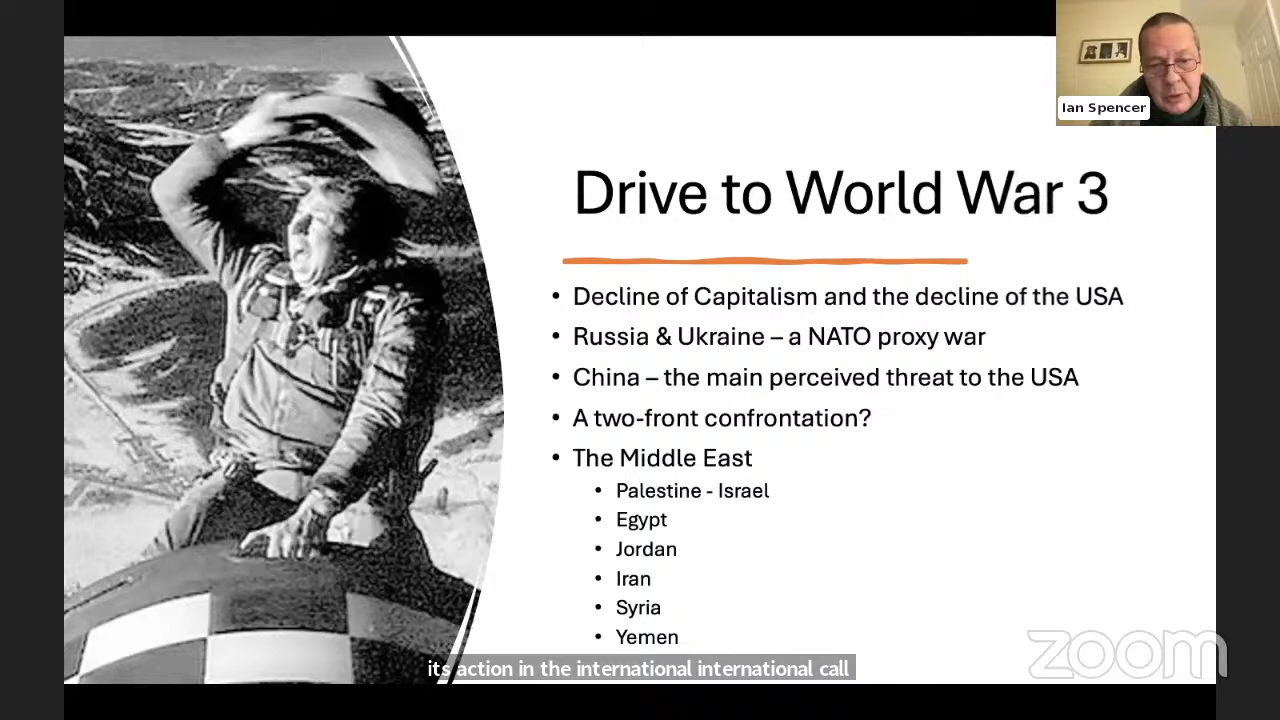 Ian Spencer
Drive to World War 3
• Decline of Capitalism and the decline of the USA
• Russia & Ukraine – a NATO proxy war
• China – the main perceived threat to the USA
• A two-front confrontation?
• The Middle East
• Palestine - Israel
• Egypt
• Jordan
• Iran
• Syria
• Yemen
zoom
its action in the international international call